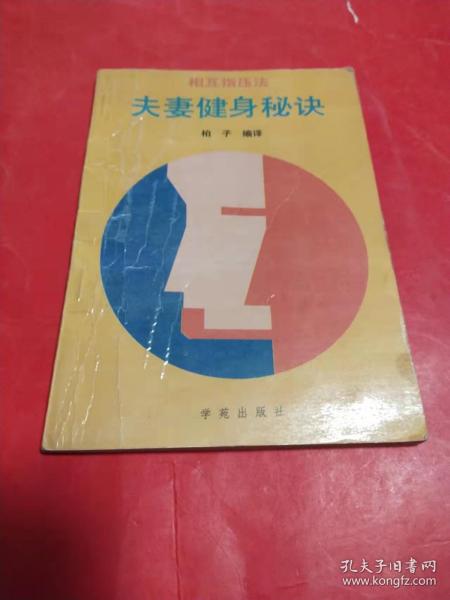 相互指压法
夫妻健身秘诀
柏子 编译
学苑出版社
孔夫子旧书网
www.kongfz.com